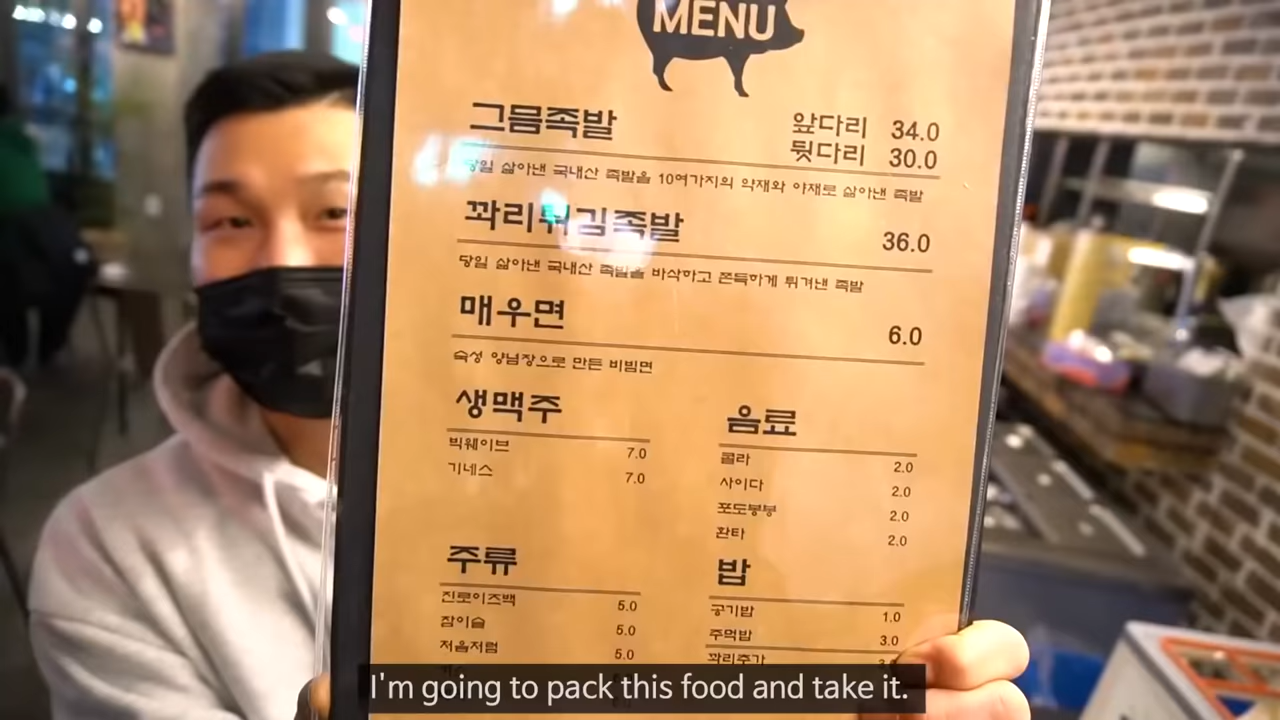 MENU
그믐족발 앞다리 34.0
뒷다리 30.0
당일 삶아낸 국내산 족발을 10여가지의 약재와 야채로 삶아낸 족발
꽈리튀김족발 36.0
당일 삶아낸 국내산 족발을 바삭하고 쫀득하게 튀겨낸 족발
매우면 6.0
숙성 양념장으로 만든 비빔면
생맥주
빅웨이브 7.0
기네스 7.0
음료
콜라 2.0
사이다 2.0
포도봉봉 2.0
환타 2.0
주류
진로이즈백 5.0
참이슬 5.0
처음처럼 5.0
밥
공기밥 1.0
주먹밥 3.0
꽈리추가
I'm going to pack this food and take it.